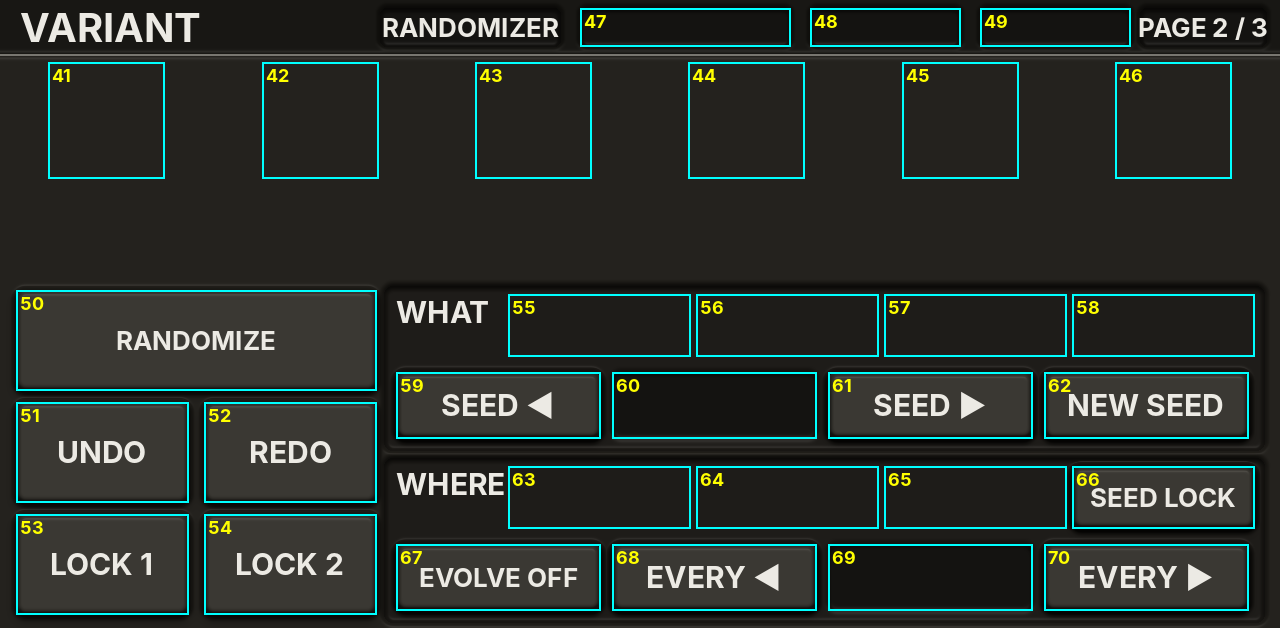 VARIANT RANDOMIZER 47 48 49 PAGE 2 / 3
41 42 43 44 45 46
50 RANDOMIZE
WHAT 55 56 57 58
59 SEED ◀ 60 61 SEED ▶ 62 NEW SEED
51 UNDO 52 REDO
WHERE 63 64 65 66 SEED LOCK
53 LOCK 1 54 LOCK 2
67 EVOLVE OFF 68 EVERY ◀ 69 70 EVERY ▶